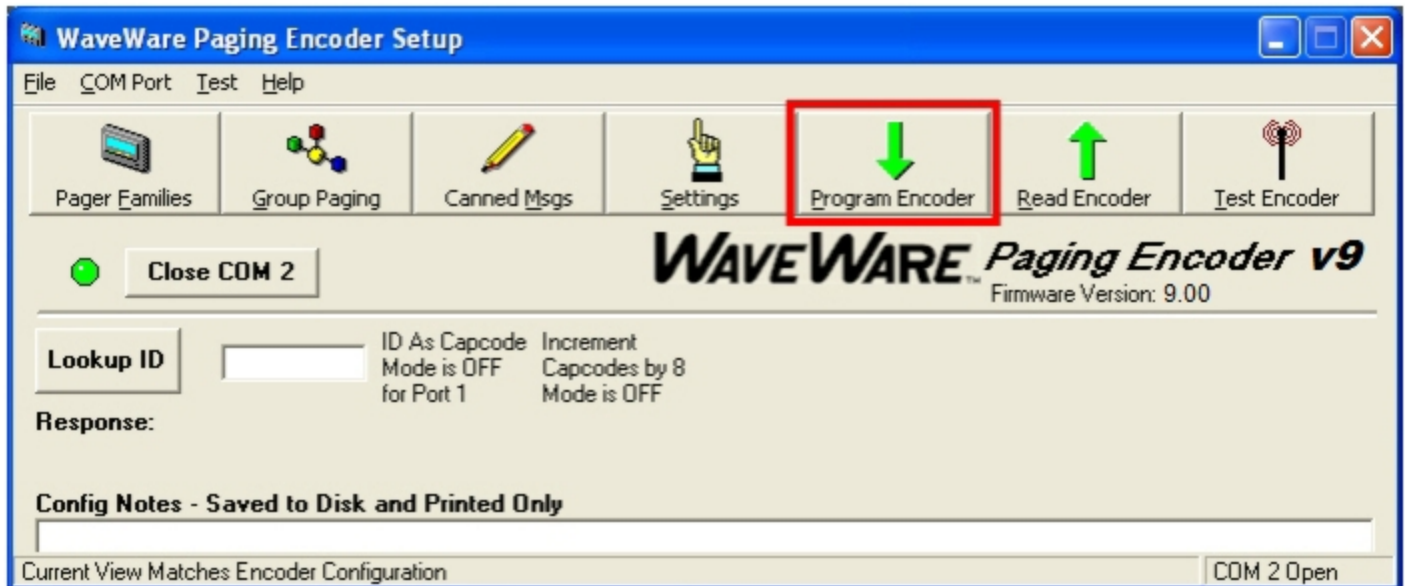 WaveWare Paging Encoder Setup
File COM Port Test Help
Pager Families Group Paging Canned Msgs Settings Program Encoder Read Encoder Test Encoder
Close COM 2
WAVEWARE™ Paging Encoder v9
Firmware Version: 9.00
Lookup ID
ID As Capcode
Mode is OFF
for Port 1
Increment
Capcodes by 8
Mode is OFF
Response:
Config Notes - Saved to Disk and Printed Only
Current View Matches Encoder Configuration COM 2 Open